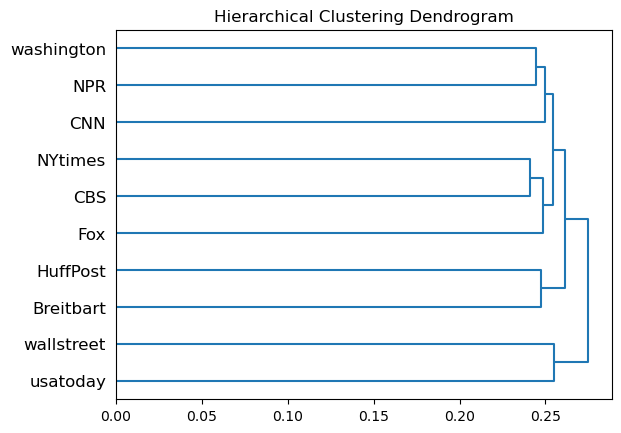 Hierarchical Clustering Dendrogram
washington
NPR
CNN
NYtimes
CBS
Fox
HuffPost
Breitbart
wallstreet
usatoday
0.00 0.05 0.10 0.15 0.20 0.25